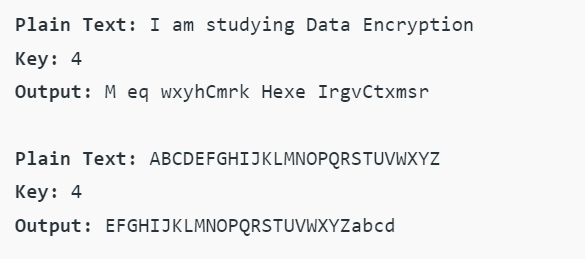 Plain Text: I am studying Data Encryption
Key: 4
Output: M eq wxyhCmrk Hexe IrgvCtxmsr
Plain Text: ABCDEFGHIJKLMNOPQRSTUVWXYZ
Key: 4
Output: EFGHIJKLMNOPQRSTUVWXYZabcd